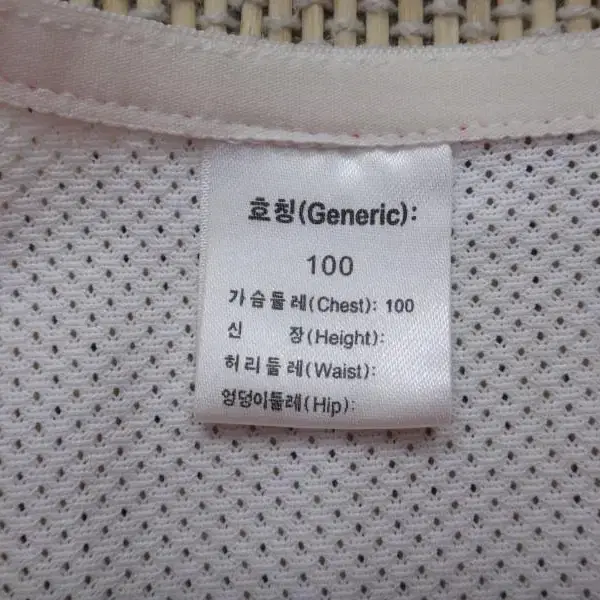 호칭(Generic):
100
가슴둘레(Chest): 100
신 장(Height):
허리둘레(Waist):
엉덩이둘레(Hip):